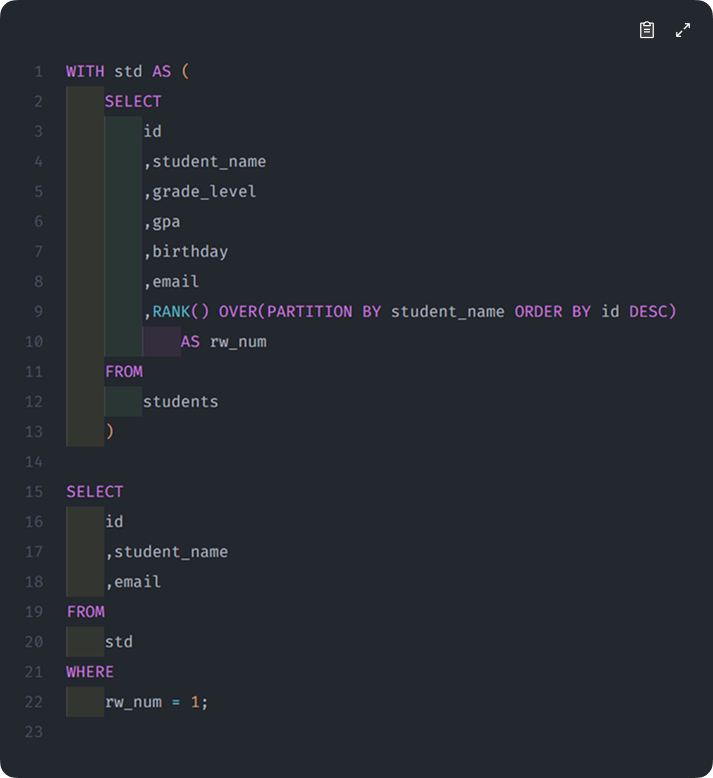 1 WITH std AS (
2     SELECT
3         id
4         ,student_name
5         ,grade_level
6         ,gpa
7         ,birthday
8         ,email
9         ,RANK() OVER(PARTITION BY student_name ORDER BY id DESC)
10             AS rw_num
11     FROM
12         students
13     )
14
15 SELECT
16     id
17     ,student_name
18     ,email
19 FROM
20     std
21 WHERE
22     rw_num = 1;
23